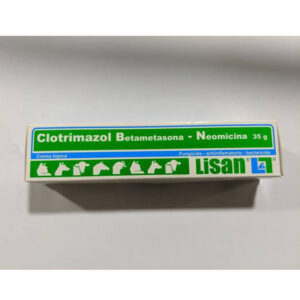 Clotrimazol Betametasona - Neomicina 35 g
Crema tópica
Fungicida - antiinflamatorio - bactericida
Lisan